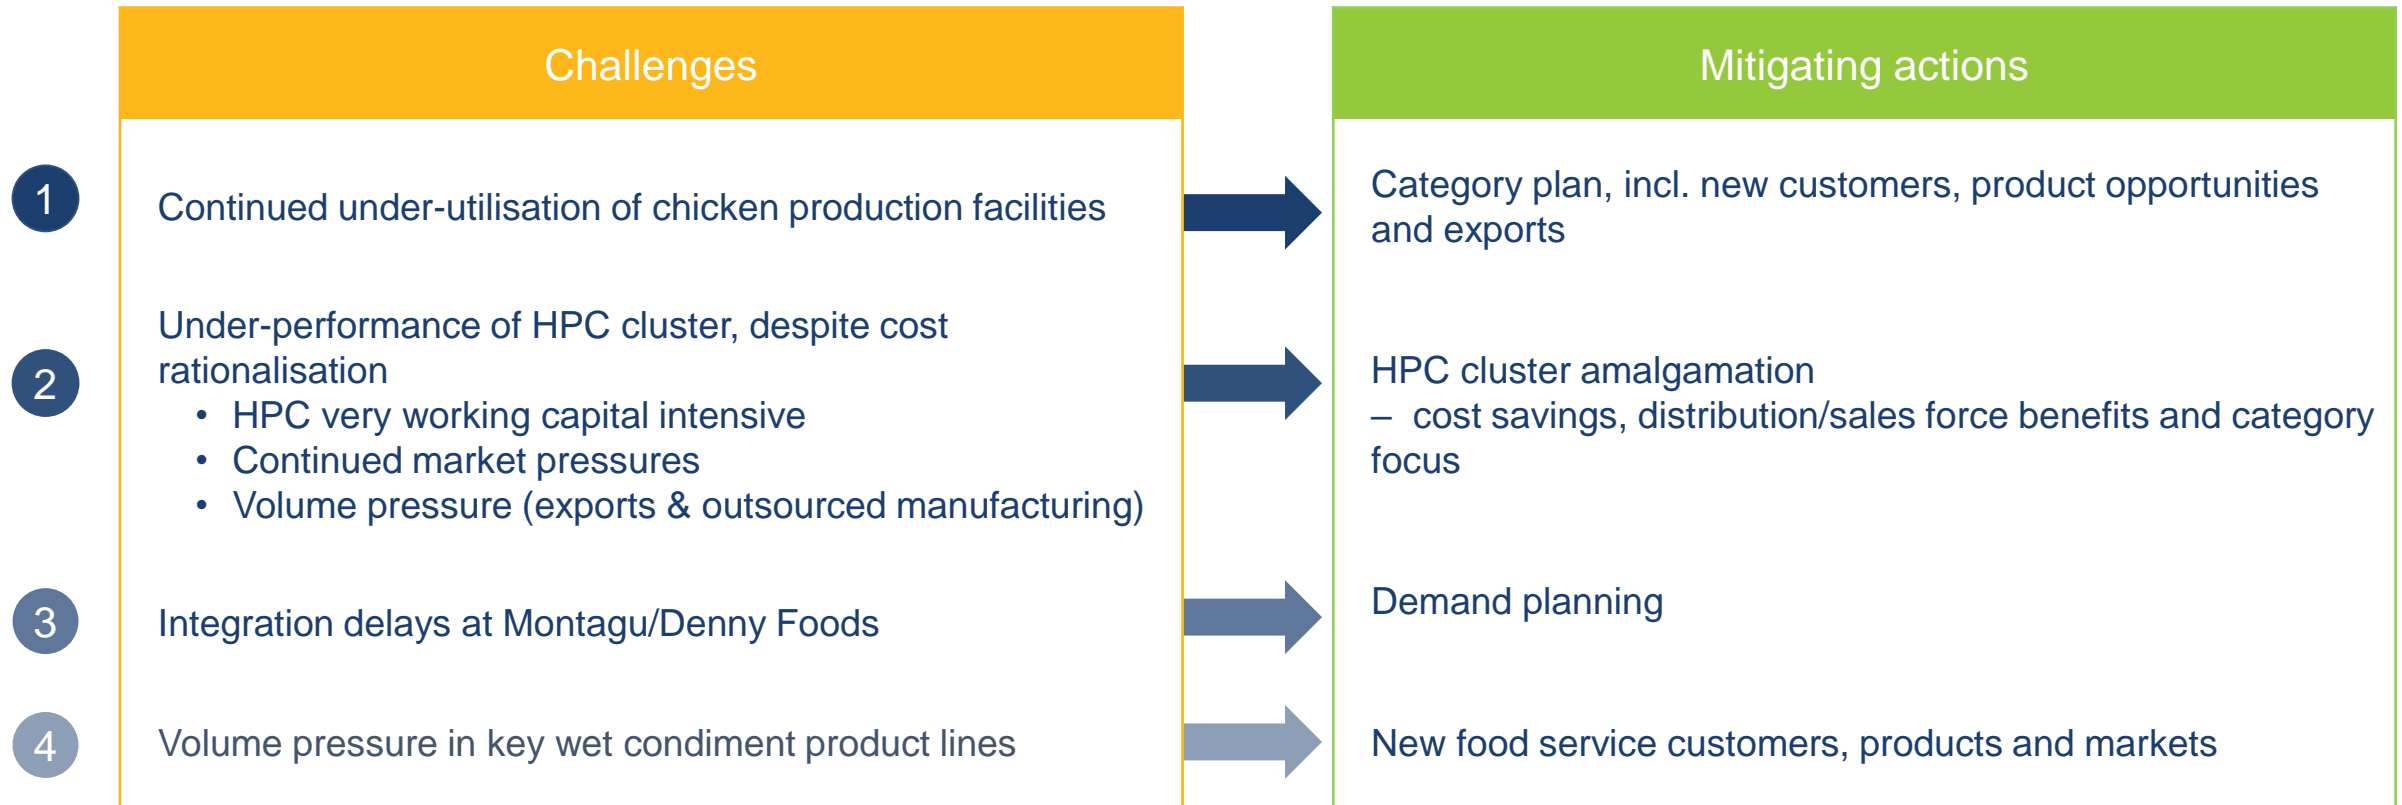 Challenges
Mitigating actions
1
Continued under-utilisation of chicken production facilities
Category plan, incl. new customers, product opportunities
and exports
2
Under-performance of HPC cluster, despite cost
rationalisation
• HPC very working capital intensive
• Continued market pressures
• Volume pressure (exports & outsourced manufacturing)
HPC cluster amalgamation
– cost savings, distribution/sales force benefits and category
focus
3
Integration delays at Montagu/Denny Foods
Demand planning
4
Volume pressure in key wet condiment product lines
New food service customers, products and markets